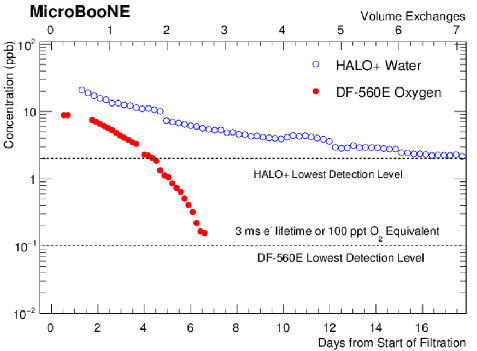 MicroBooNE
Volume Exchanges
0 1 2 3 4 5 6 7
Concentration (ppb)
10²
10
1
10⁻¹
10⁻²
HALO+ Water
DF-560E Oxygen
HALO+ Lowest Detection Level
3 ms e⁻ lifetime or 100 ppt O₂ Equivalent
DF-560E Lowest Detection Level
0 2 4 6 8 10 12 14 16
Days from Start of Filtration